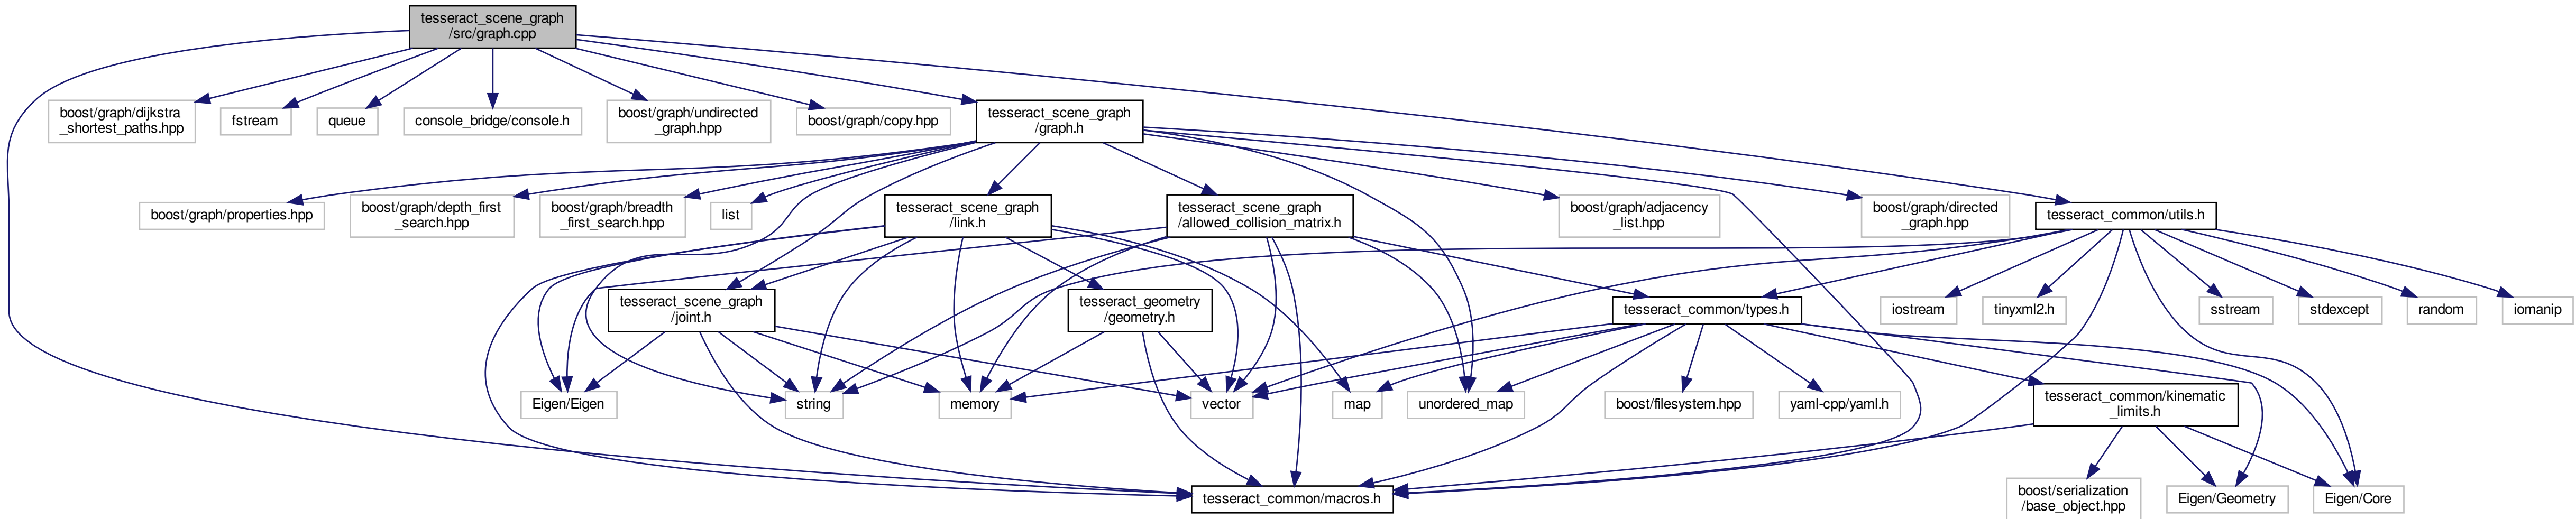 tesseract_scene_graph
/src/graph.cpp
boost/graph/dijkstra
_shortest_paths.hpp
fstream
queue
console_bridge/console.h
boost/graph/undirected
_graph.hpp
boost/graph/copy.hpp
tesseract_scene_graph
/graph.h
boost/graph/properties.hpp
boost/graph/depth_first
_search.hpp
boost/graph/breadth
_first_search.hpp
list
tesseract_scene_graph
/link.h
tesseract_scene_graph
/allowed_collision_matrix.h
boost/graph/adjacency
_list.hpp
boost/graph/directed
_graph.hpp
tesseract_common/utils.h
tesseract_scene_graph
/joint.h
tesseract_geometry
/geometry.h
tesseract_common/types.h
iostream
tinyxml2.h
sstream
stdexcept
random
iomanip
Eigen/Eigen
string
memory
vector
map
unordered_map
boost/filesystem.hpp
yaml-cpp/yaml.h
tesseract_common/kinematic
_limits.h
tesseract_common/macros.h
boost/serialization
/base_object.hpp
Eigen/Geometry
Eigen/Core